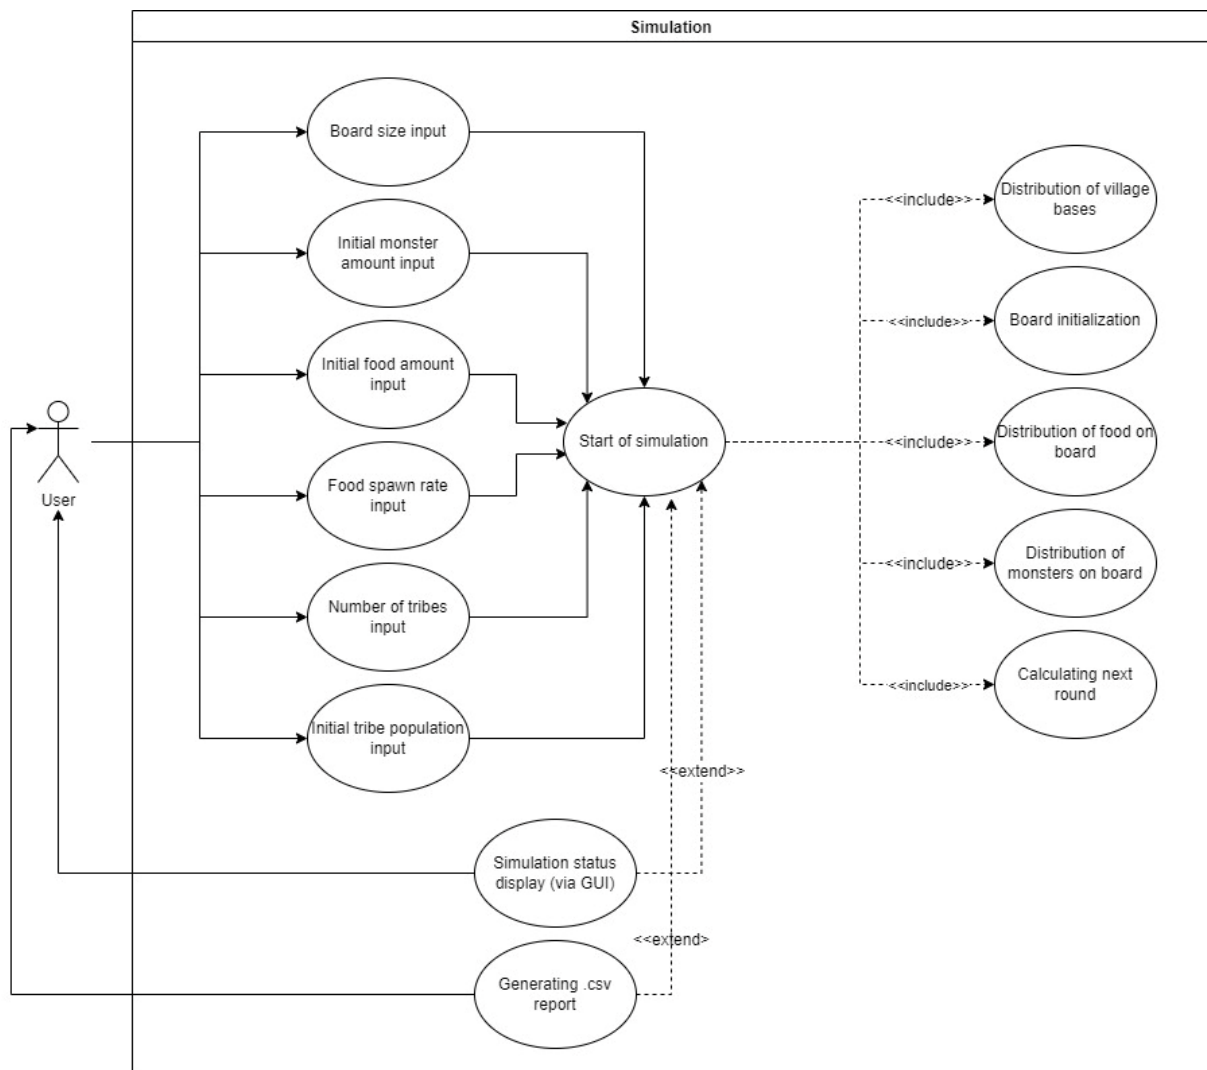 Simulation
Board size input
Initial monster
amount input
Initial food amount
input
Food spawn rate
input
Number of tribes
input
Initial tribe population
input
User
Start of simulation
<<include>>
Distribution of village
bases
<<include>>
Board initialization
<<include>>
Distribution of food on
board
<<include>>
Distribution of
monsters on board
<<include>>
Calculating next
round
<<extend>>
Simulation status
display (via GUI)
<<extend>
Generating .csv
report